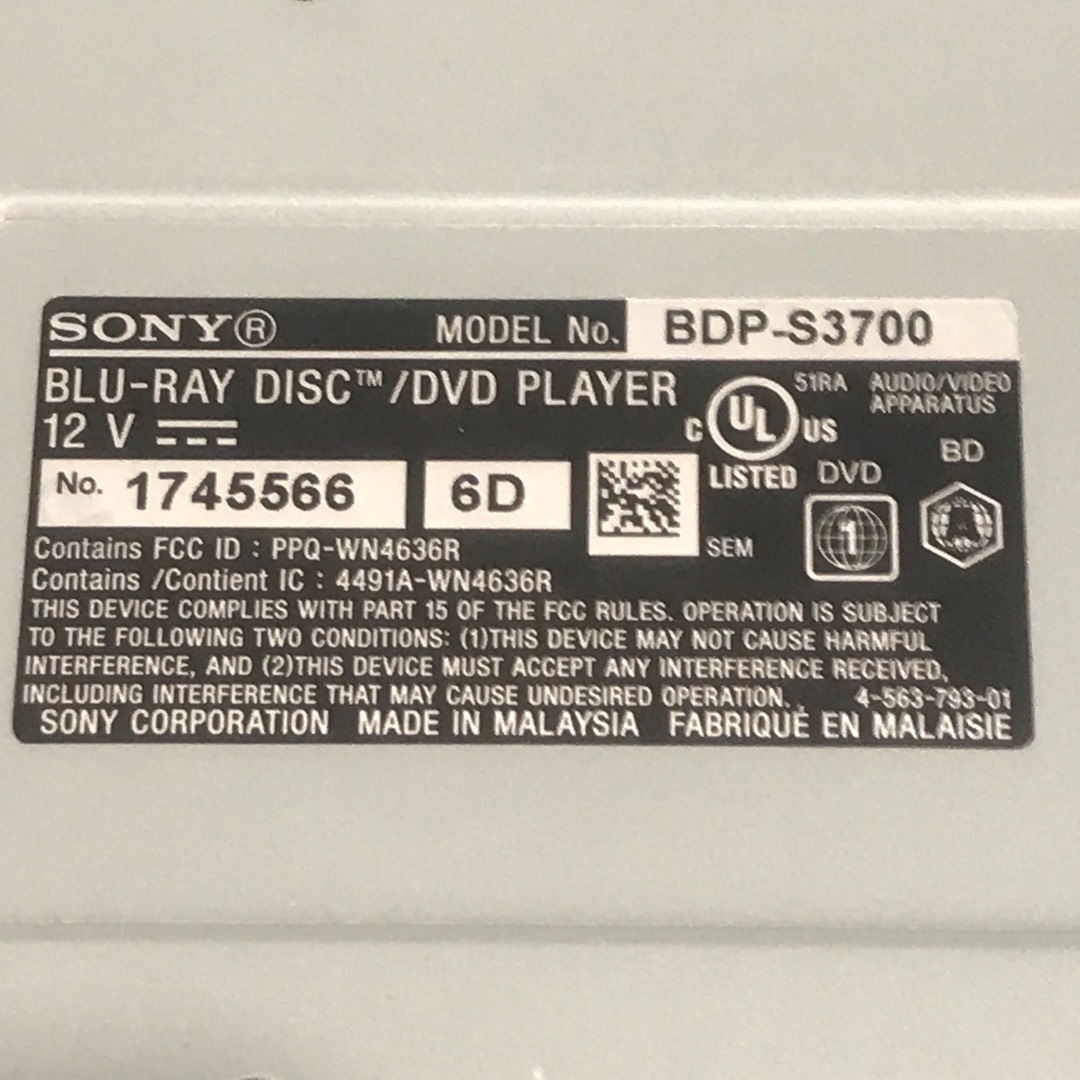 SONY® MODEL No. BDP-S3700
BLU-RAY DISC™/DVD PLAYER
12 V
51RA AUDIO/VIDEO
APPARATUS
C UL US
LISTED
No. 1745566 6D
SEM
DVD
1
BD
A
Contains FCC ID : PPQ-WN4636R
Contains /Contient IC : 4491A-WN4636R
THIS DEVICE COMPLIES WITH PART 15 OF THE FCC RULES. OPERATION IS SUBJECT
TO THE FOLLOWING TWO CONDITIONS: (1)THIS DEVICE MAY NOT CAUSE HARMFUL
INTERFERENCE, AND (2)THIS DEVICE MUST ACCEPT ANY INTERFERENCE RECEIVED,
INCLUDING INTERFERENCE THAT MAY CAUSE UNDESIRED OPERATION. 4-563-793-01
SONY CORPORATION MADE IN MALAYSIA FABRIQUÉ EN MALAISIE